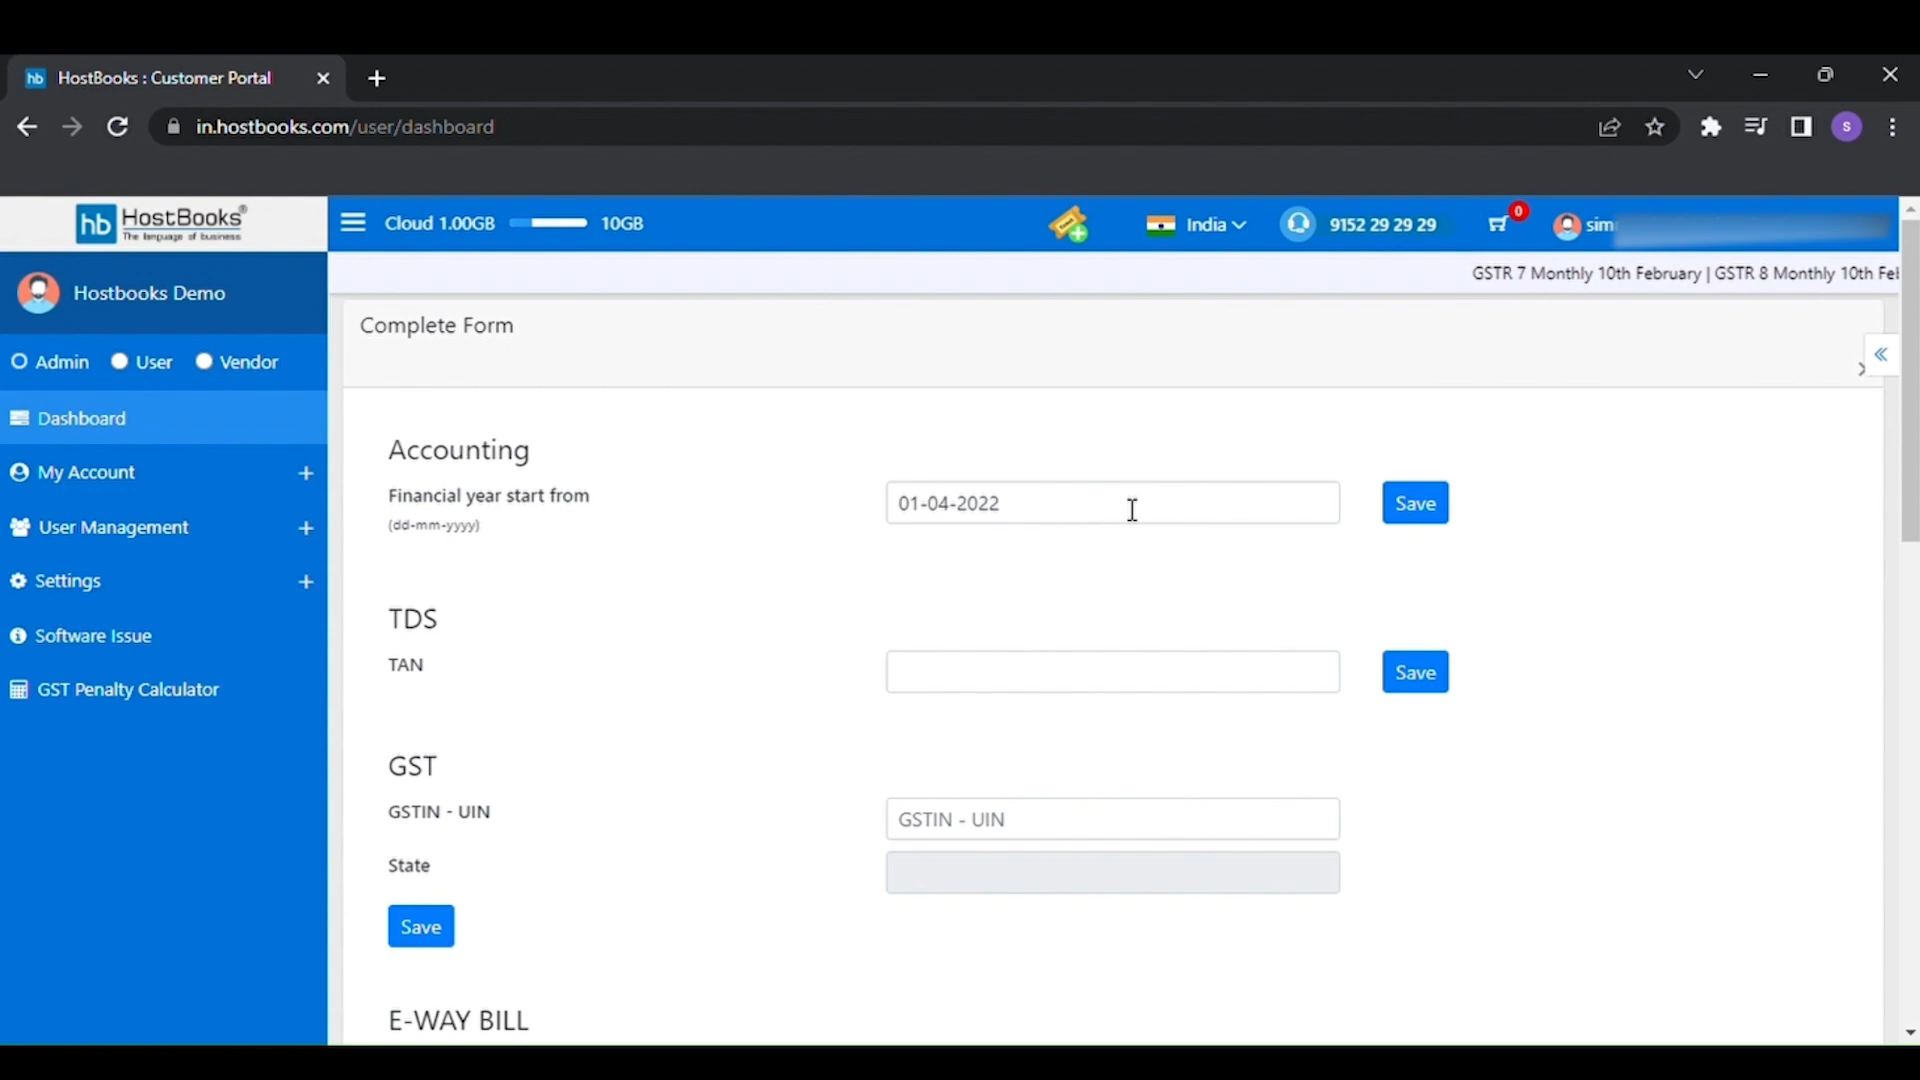 hb HostBooks : Customer Portal
in.hostbooks.com/user/dashboard
S
hb HostBooks®
The language of business
Cloud 1.00GB 10GB India 9152 29 29 29 0 sim
GSTR 7 Monthly 10th February | GSTR 8 Monthly 10th Fe
Hostbooks Demo
Admin User Vendor
Dashboard
My Account +
User Management +
Settings +
Software Issue
GST Penalty Calculator
Complete Form
Accounting
Financial year start from 01-04-2022 Save
(dd-mm-yyyy)
TDS
TAN Save
GST
GSTIN - UIN GSTIN - UIN
State
Save
E-WAY BILL